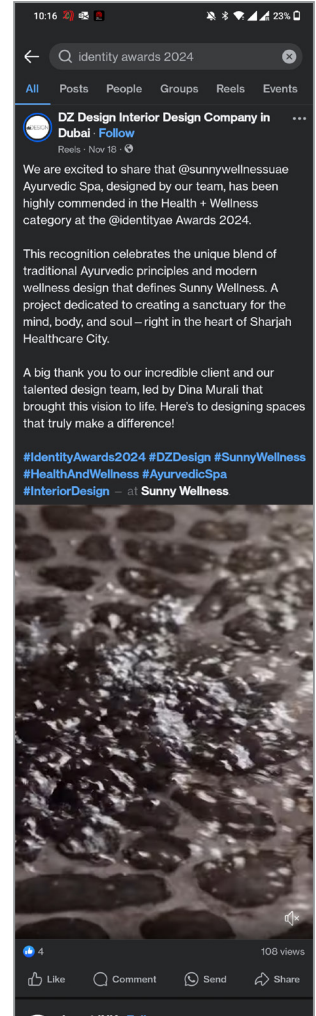 10:16
23%
identity awards 2024
All Posts People Groups Reels Events
DZ Design Interior Design Company in
Dubai · Follow
Reels · Nov 18 ·
We are excited to share that @sunnywellnessuae
Ayurvedic Spa, designed by our team, has been
highly commended in the Health + Wellness
category at the @identityae Awards 2024.
This recognition celebrates the unique blend of
traditional Ayurvedic principles and modern
wellness design that defines Sunny Wellness. A
project dedicated to creating a sanctuary for the
mind, body, and soul – right in the heart of Sharjah
Healthcare City.
A big thank you to our incredible client and our
talented design team, led by Dina Murali that
brought this vision to life. Here's to designing spaces
that truly make a difference!
#IdentityAwards2024 #DZDesign #SunnyWellness
#HealthAndWellness #AyurvedicSpa
#InteriorDesign — at Sunny Wellness
4
108 views
Like Comment Send Share